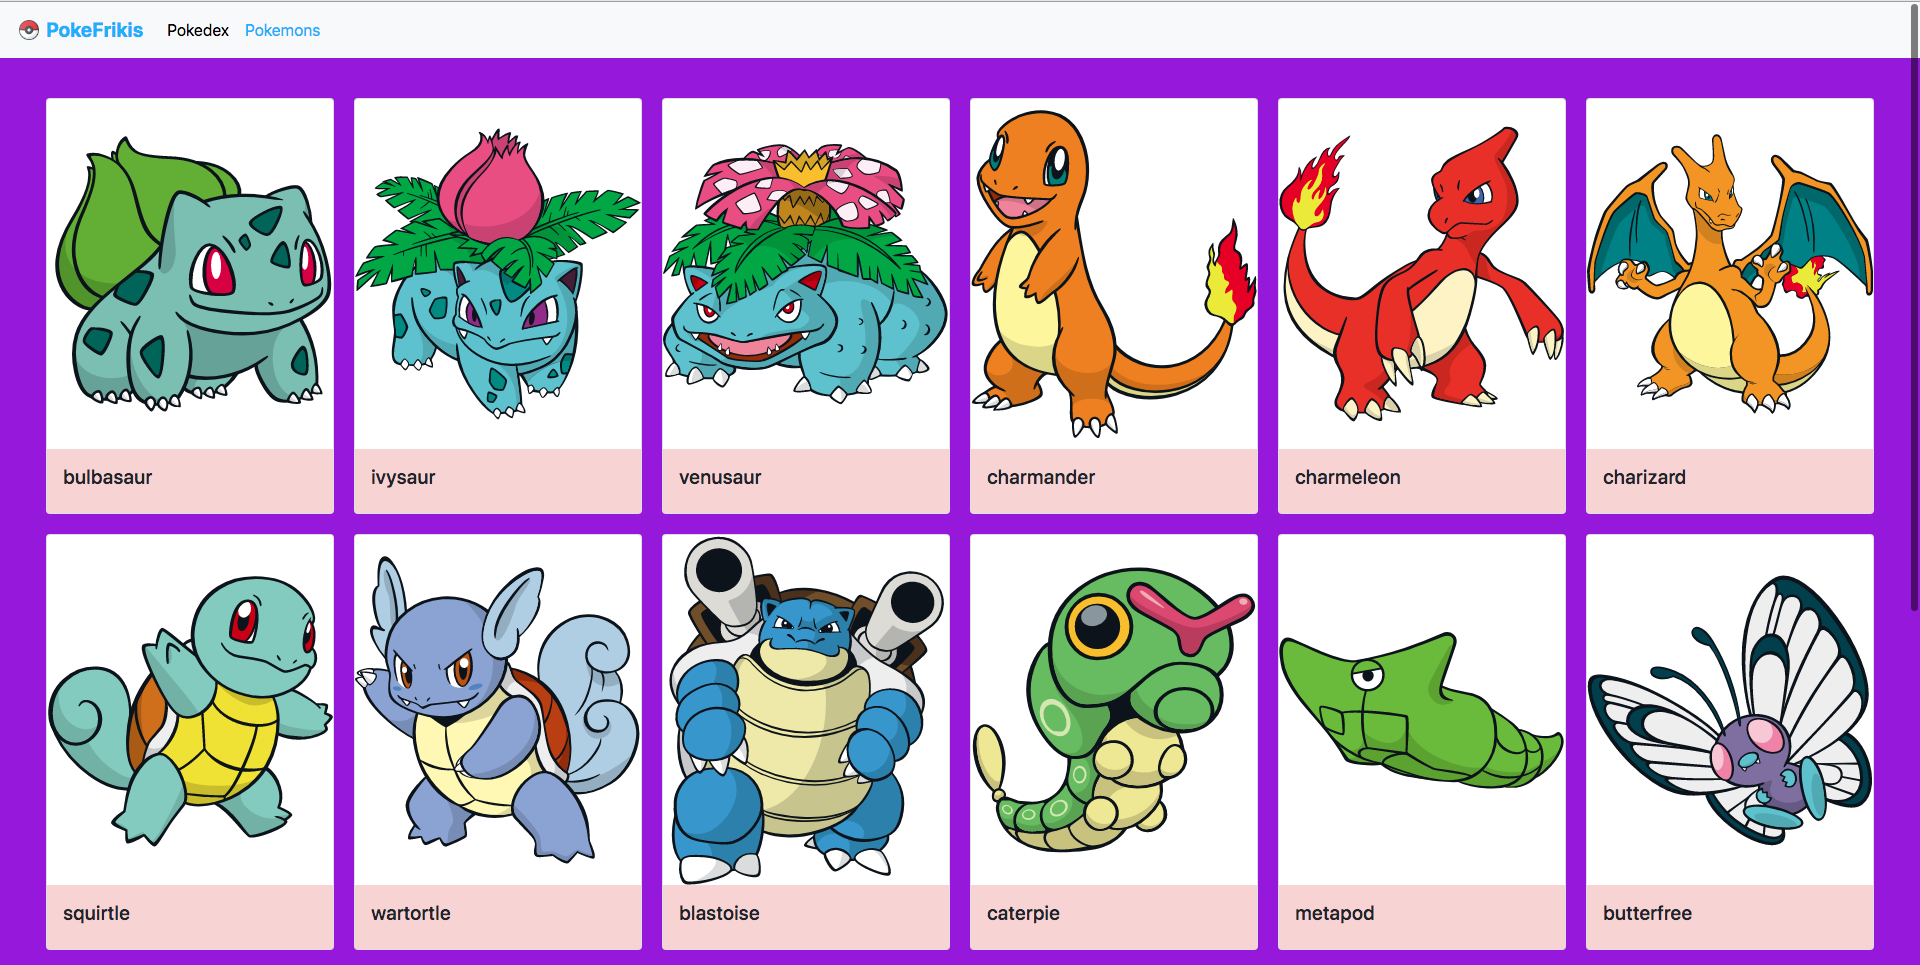 PokeFrikis Pokedex Pokemons
bulbasaur ivysaur venusaur charmander charmeleon charizard
squirtle wartortle blastoise caterpie metapod butterfree